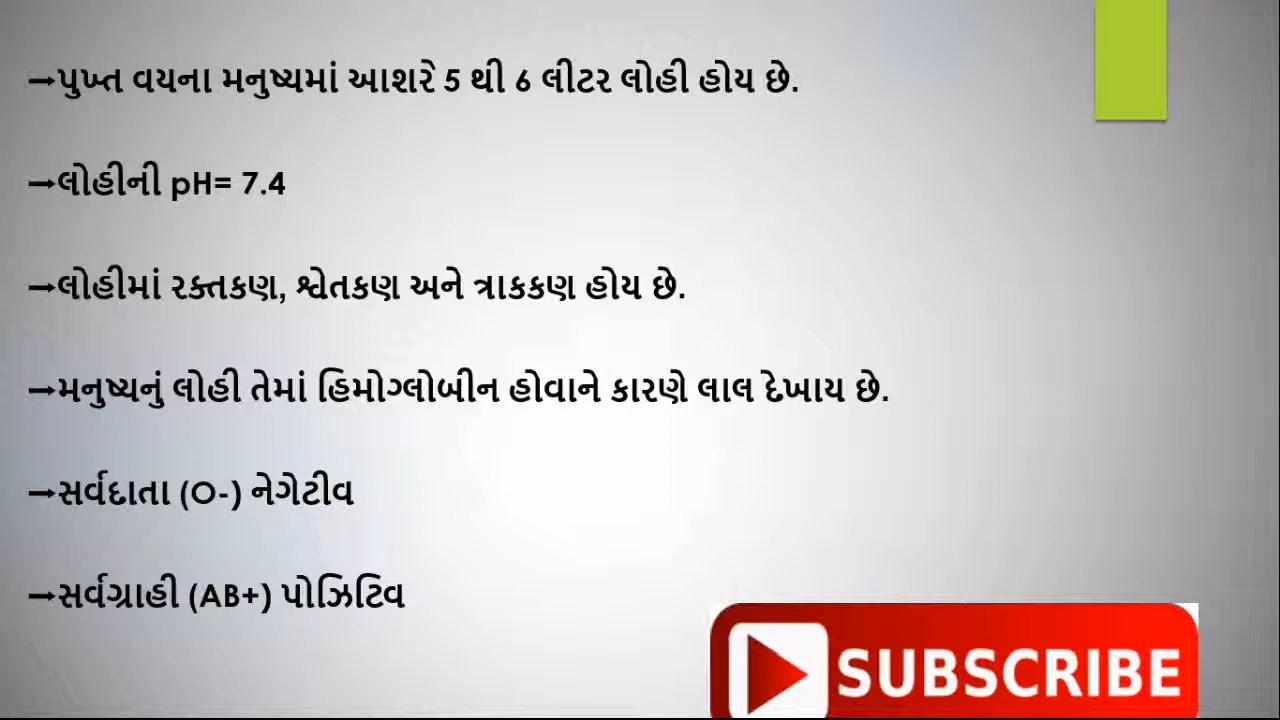 →પુખ્ત વયના મનુષ્યમાં આશરે 5 થી 6 લીટર લોહી હોય છે.
→લોહીની pH= 7.4
→લોહીમાં રક્તકણ, શ્વેતકણ અને ત્રાકકણ હોય છે.
→મનુષ્યનું લોહી તેમાં હિમોગ્લોબીન હોવાને કારણે લાલ દેખાય છે.
→સર્વદાતા (O-) નેગેટીવ
→સર્વગ્રાહી (AB+) પોઝિટિવ
SUBSCRIBE